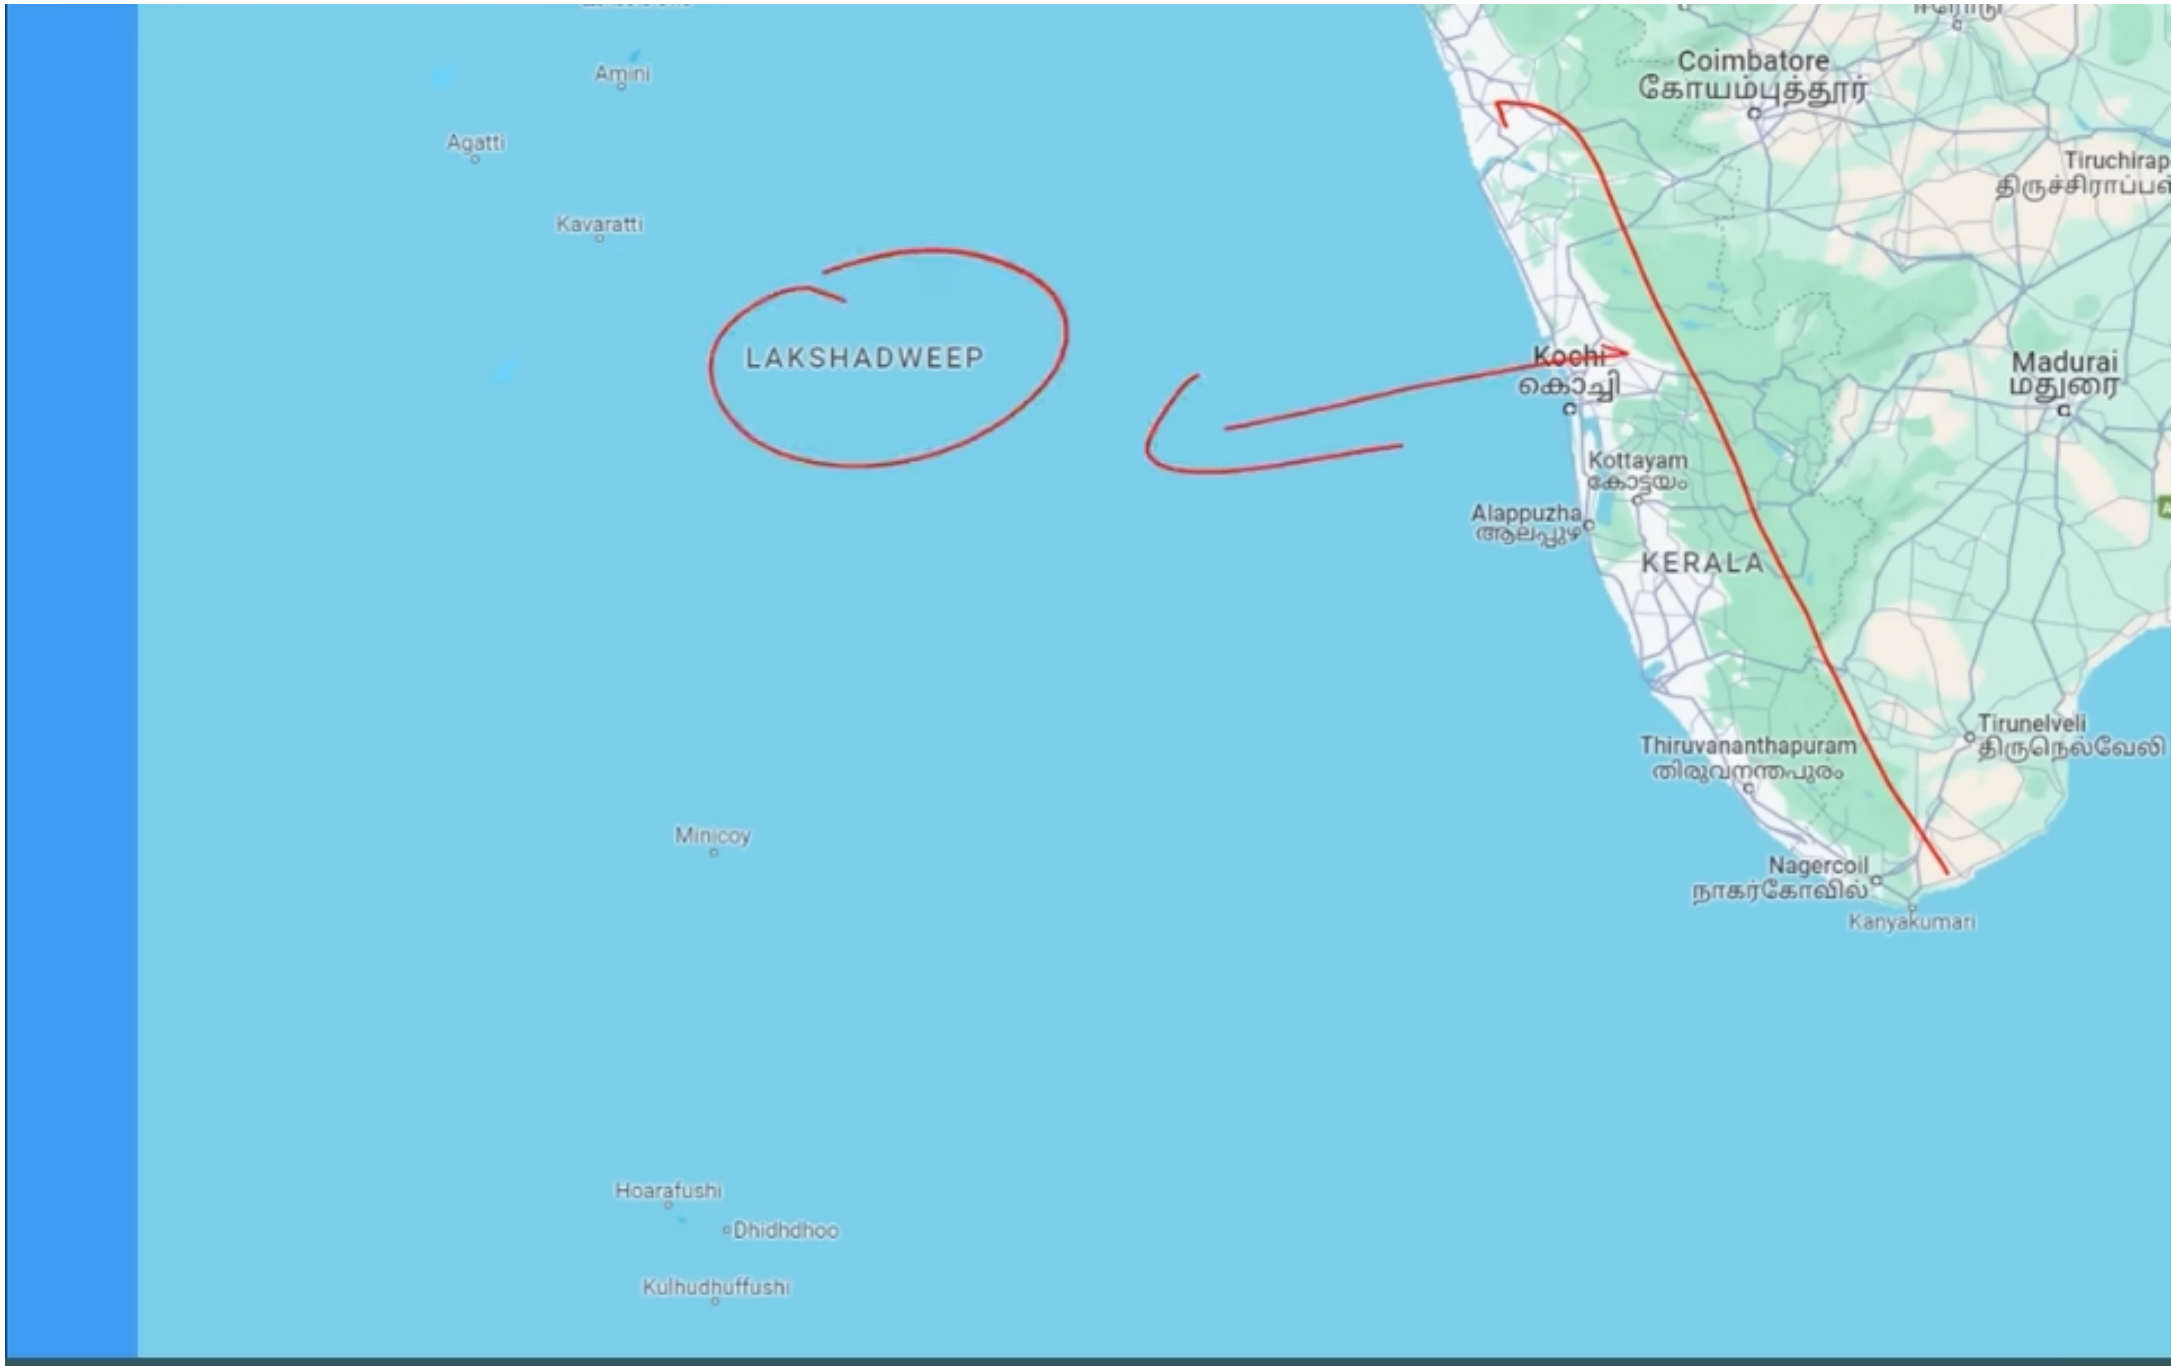 Amini
Agatti
Kavaratti
LAKSHADWEEP
Minicoy
Hoarafushi
Dhidhdhoo
Kulhudhuffushi
Coimbatore
கோயம்புத்தூர்
Tiruchirap
திருச்சிராப்பள்
Kochi
കൊച്ചി
Madurai
மதுரை
Kottayam
കോട്ടയം
Alappuzha
ആലപ്പുഴ
KERALA
Tirunelveli
திருநெல்வேலி
Thiruvananthapuram
തിരുവനന്തപുരം
Nagercoil
நாகர்கோவில்
Kanyakumari